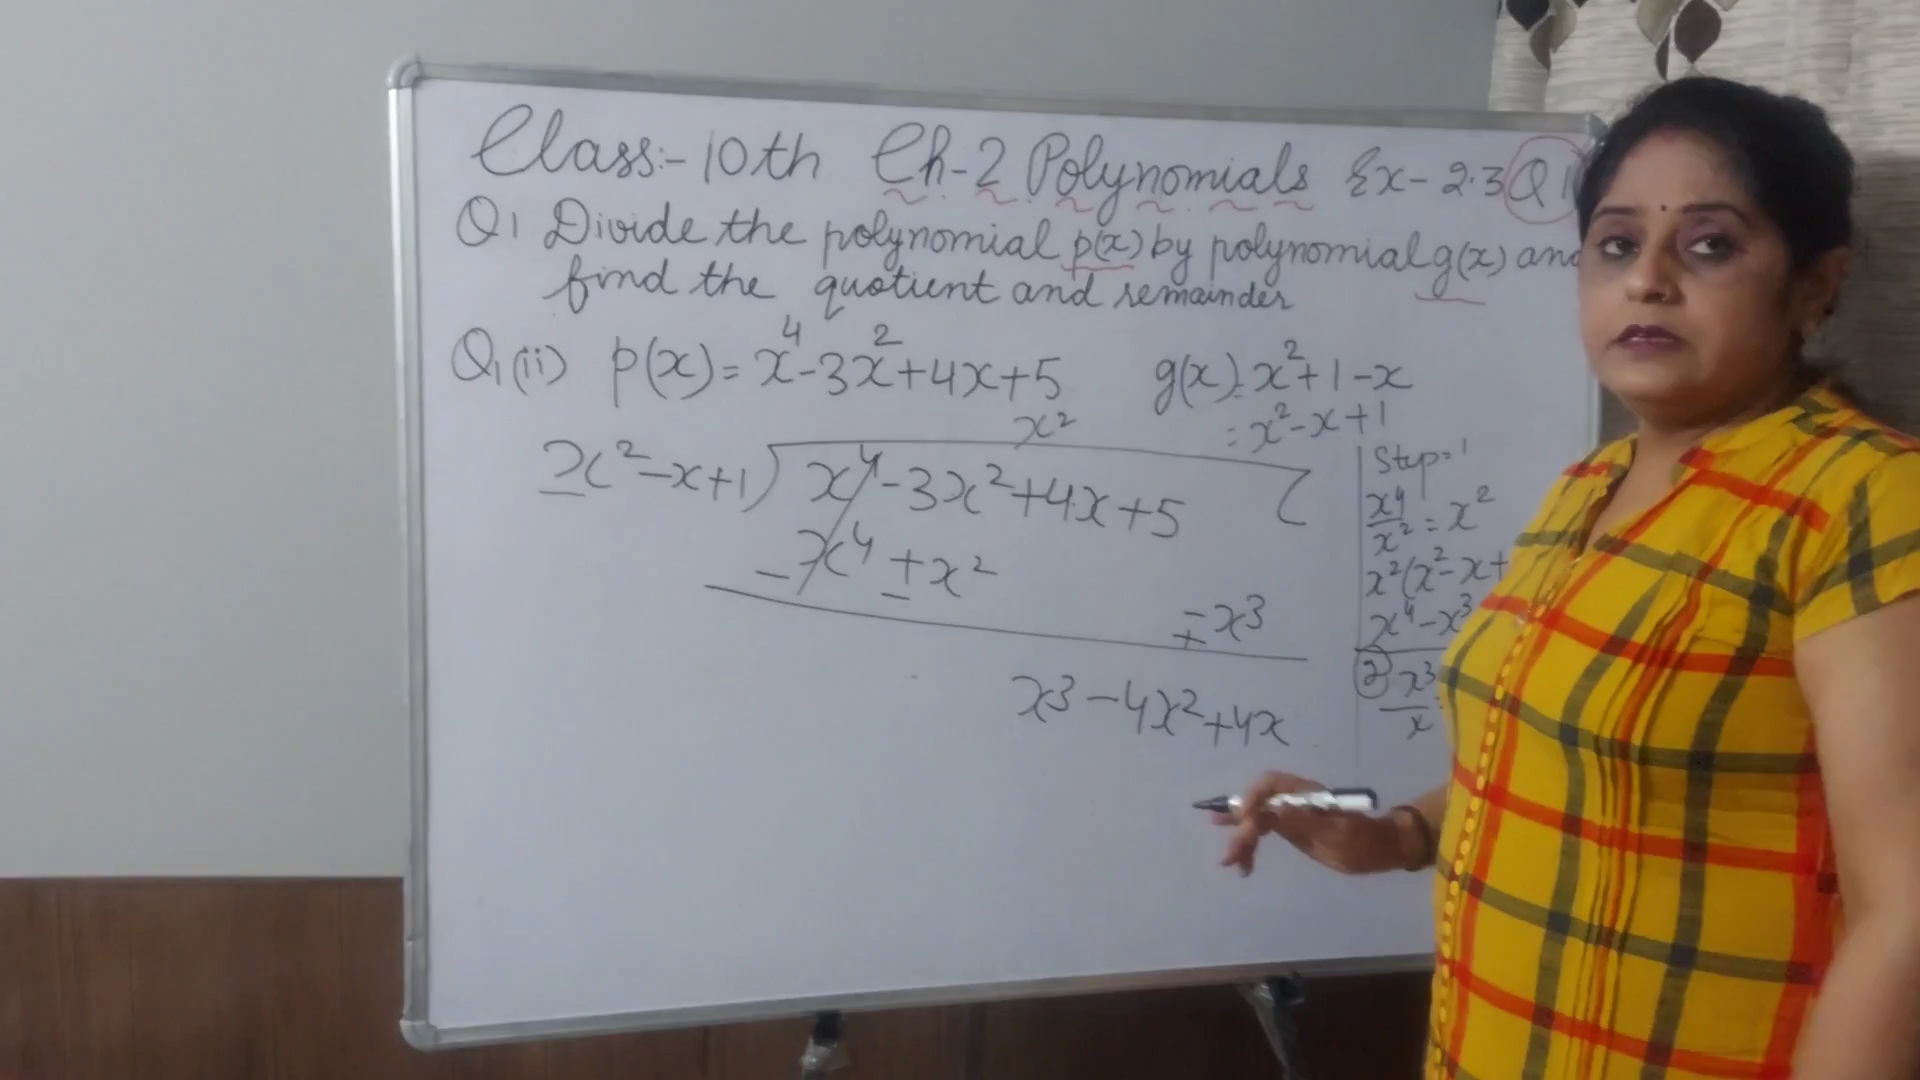 Class:- 10th Ch-2 Polynomials Ex-2.3 Q1
Q1 Divide the polynomial p(x) by polynomial g(x) and
find the quotient and remainder
Q1(ii) p(x) = x⁴-3x²+4x+5 g(x) = x²+1-x
= x²-x+1
x²
x²-x+1) x⁴-3x²+4x+5
-x⁴ ± x²
∓x³
x³-4x²+4x
Step=1
x⁴/x² = x²
x²(x²-x+
x⁴-x³
② x³/x